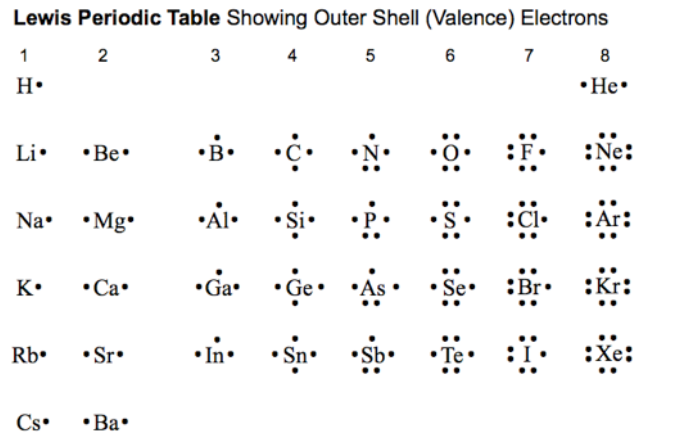 Lewis Periodic Table Showing Outer Shell (Valence) Electrons
1 2 3 4 5 6 7 8
H He
Li Be B C N O F Ne
Na Mg Al Si P S Cl Ar
K Ca Ga Ge As Se Br Kr
Rb Sr In Sn Sb Te I Xe
Cs Ba